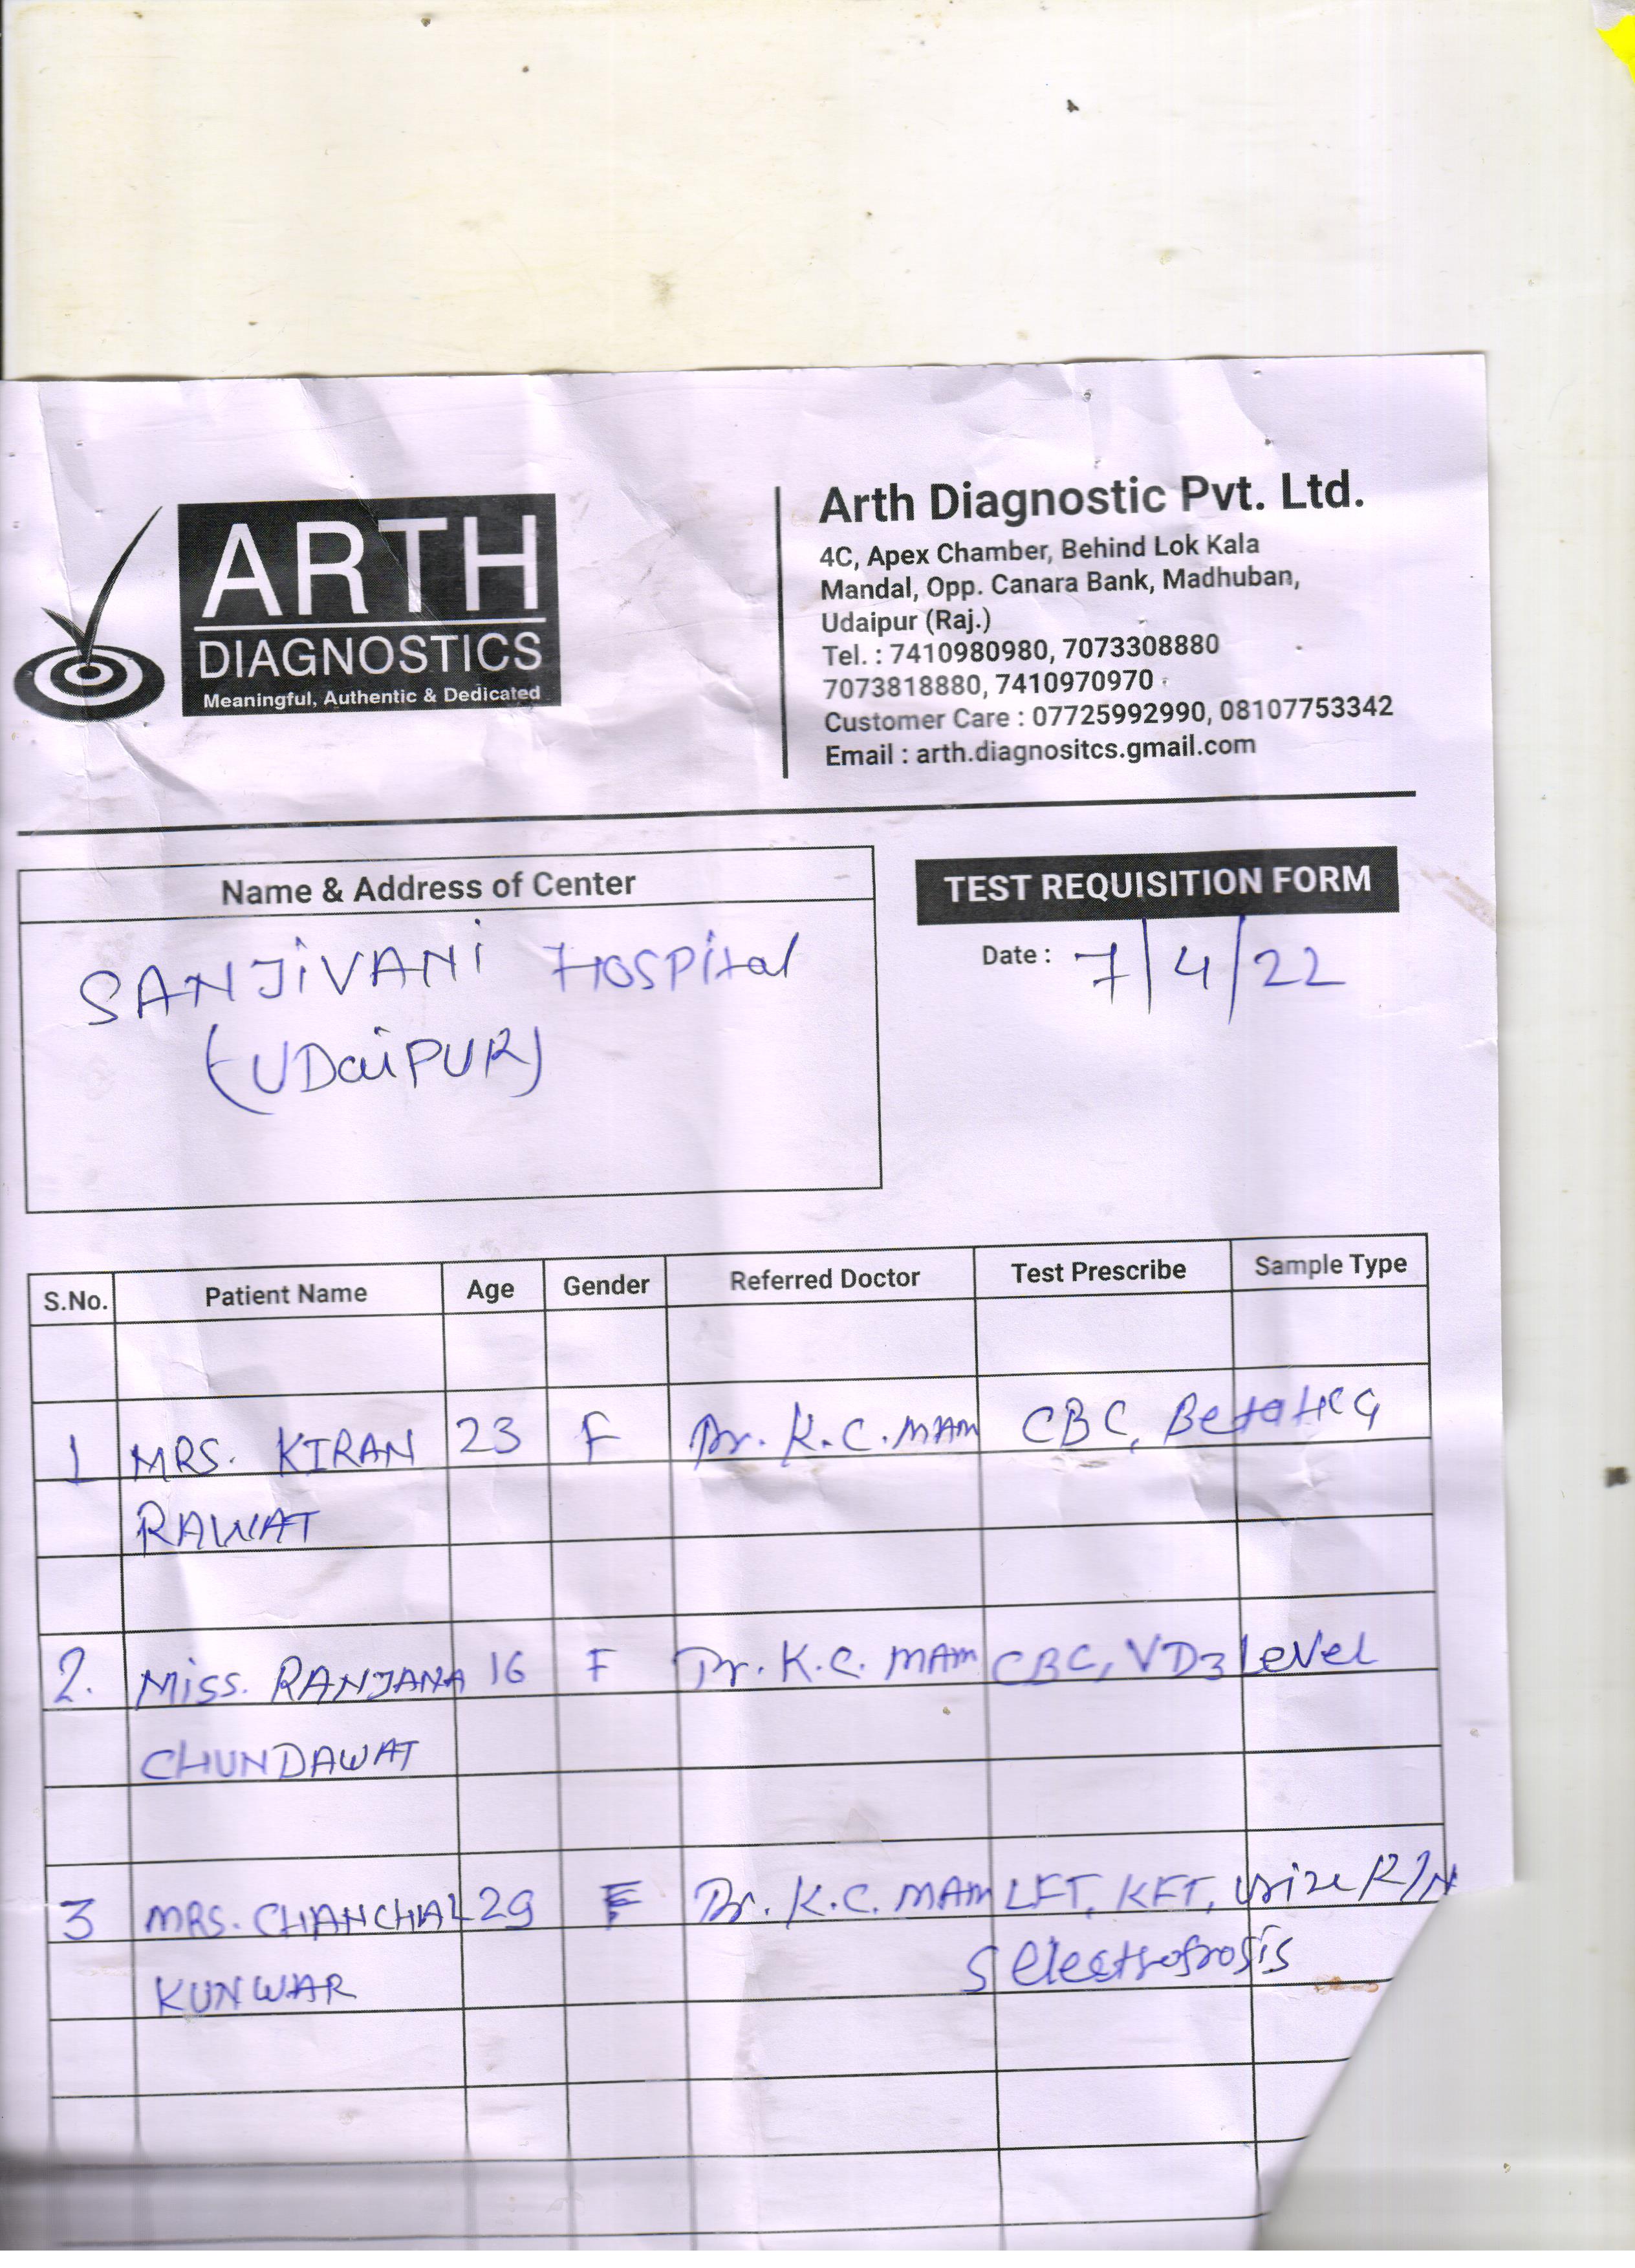 ARTH
DIAGNOSTICS
Meaningful, Authentic & Dedicated
Arth Diagnostic Pvt. Ltd.
4C, Apex Chamber, Behind Lok Kala
Mandal, Opp. Canara Bank, Madhuban,
Udaipur (Raj.)
Tel. : 7410980980, 7073308880
7073818880, 7410970970
Customer Care : 07725992990, 08107753342
Email : arth.diagnositcs.gmail.com
Name & Address of Center
SANJiVANi HOSPital
(UDaiPUR)
TEST REQUISITION FORM
Date : 7/4/22
S.No. Patient Name Age Gender Referred Doctor Test Prescribe Sample Type
1 MRS. KIRAN 23 F Dr. K.C. MAM CBC, Beta HCG
RAWAT
2. Miss. RANJANA 16 F Dr. K.C. MAM CBC, VD3 Level
CHUNDAWAT
3 MRS. CHANCHAL 29 F Dr. K.C. MAM LFT, KFT, Urine R/M
KUNWAR S electrofrosis